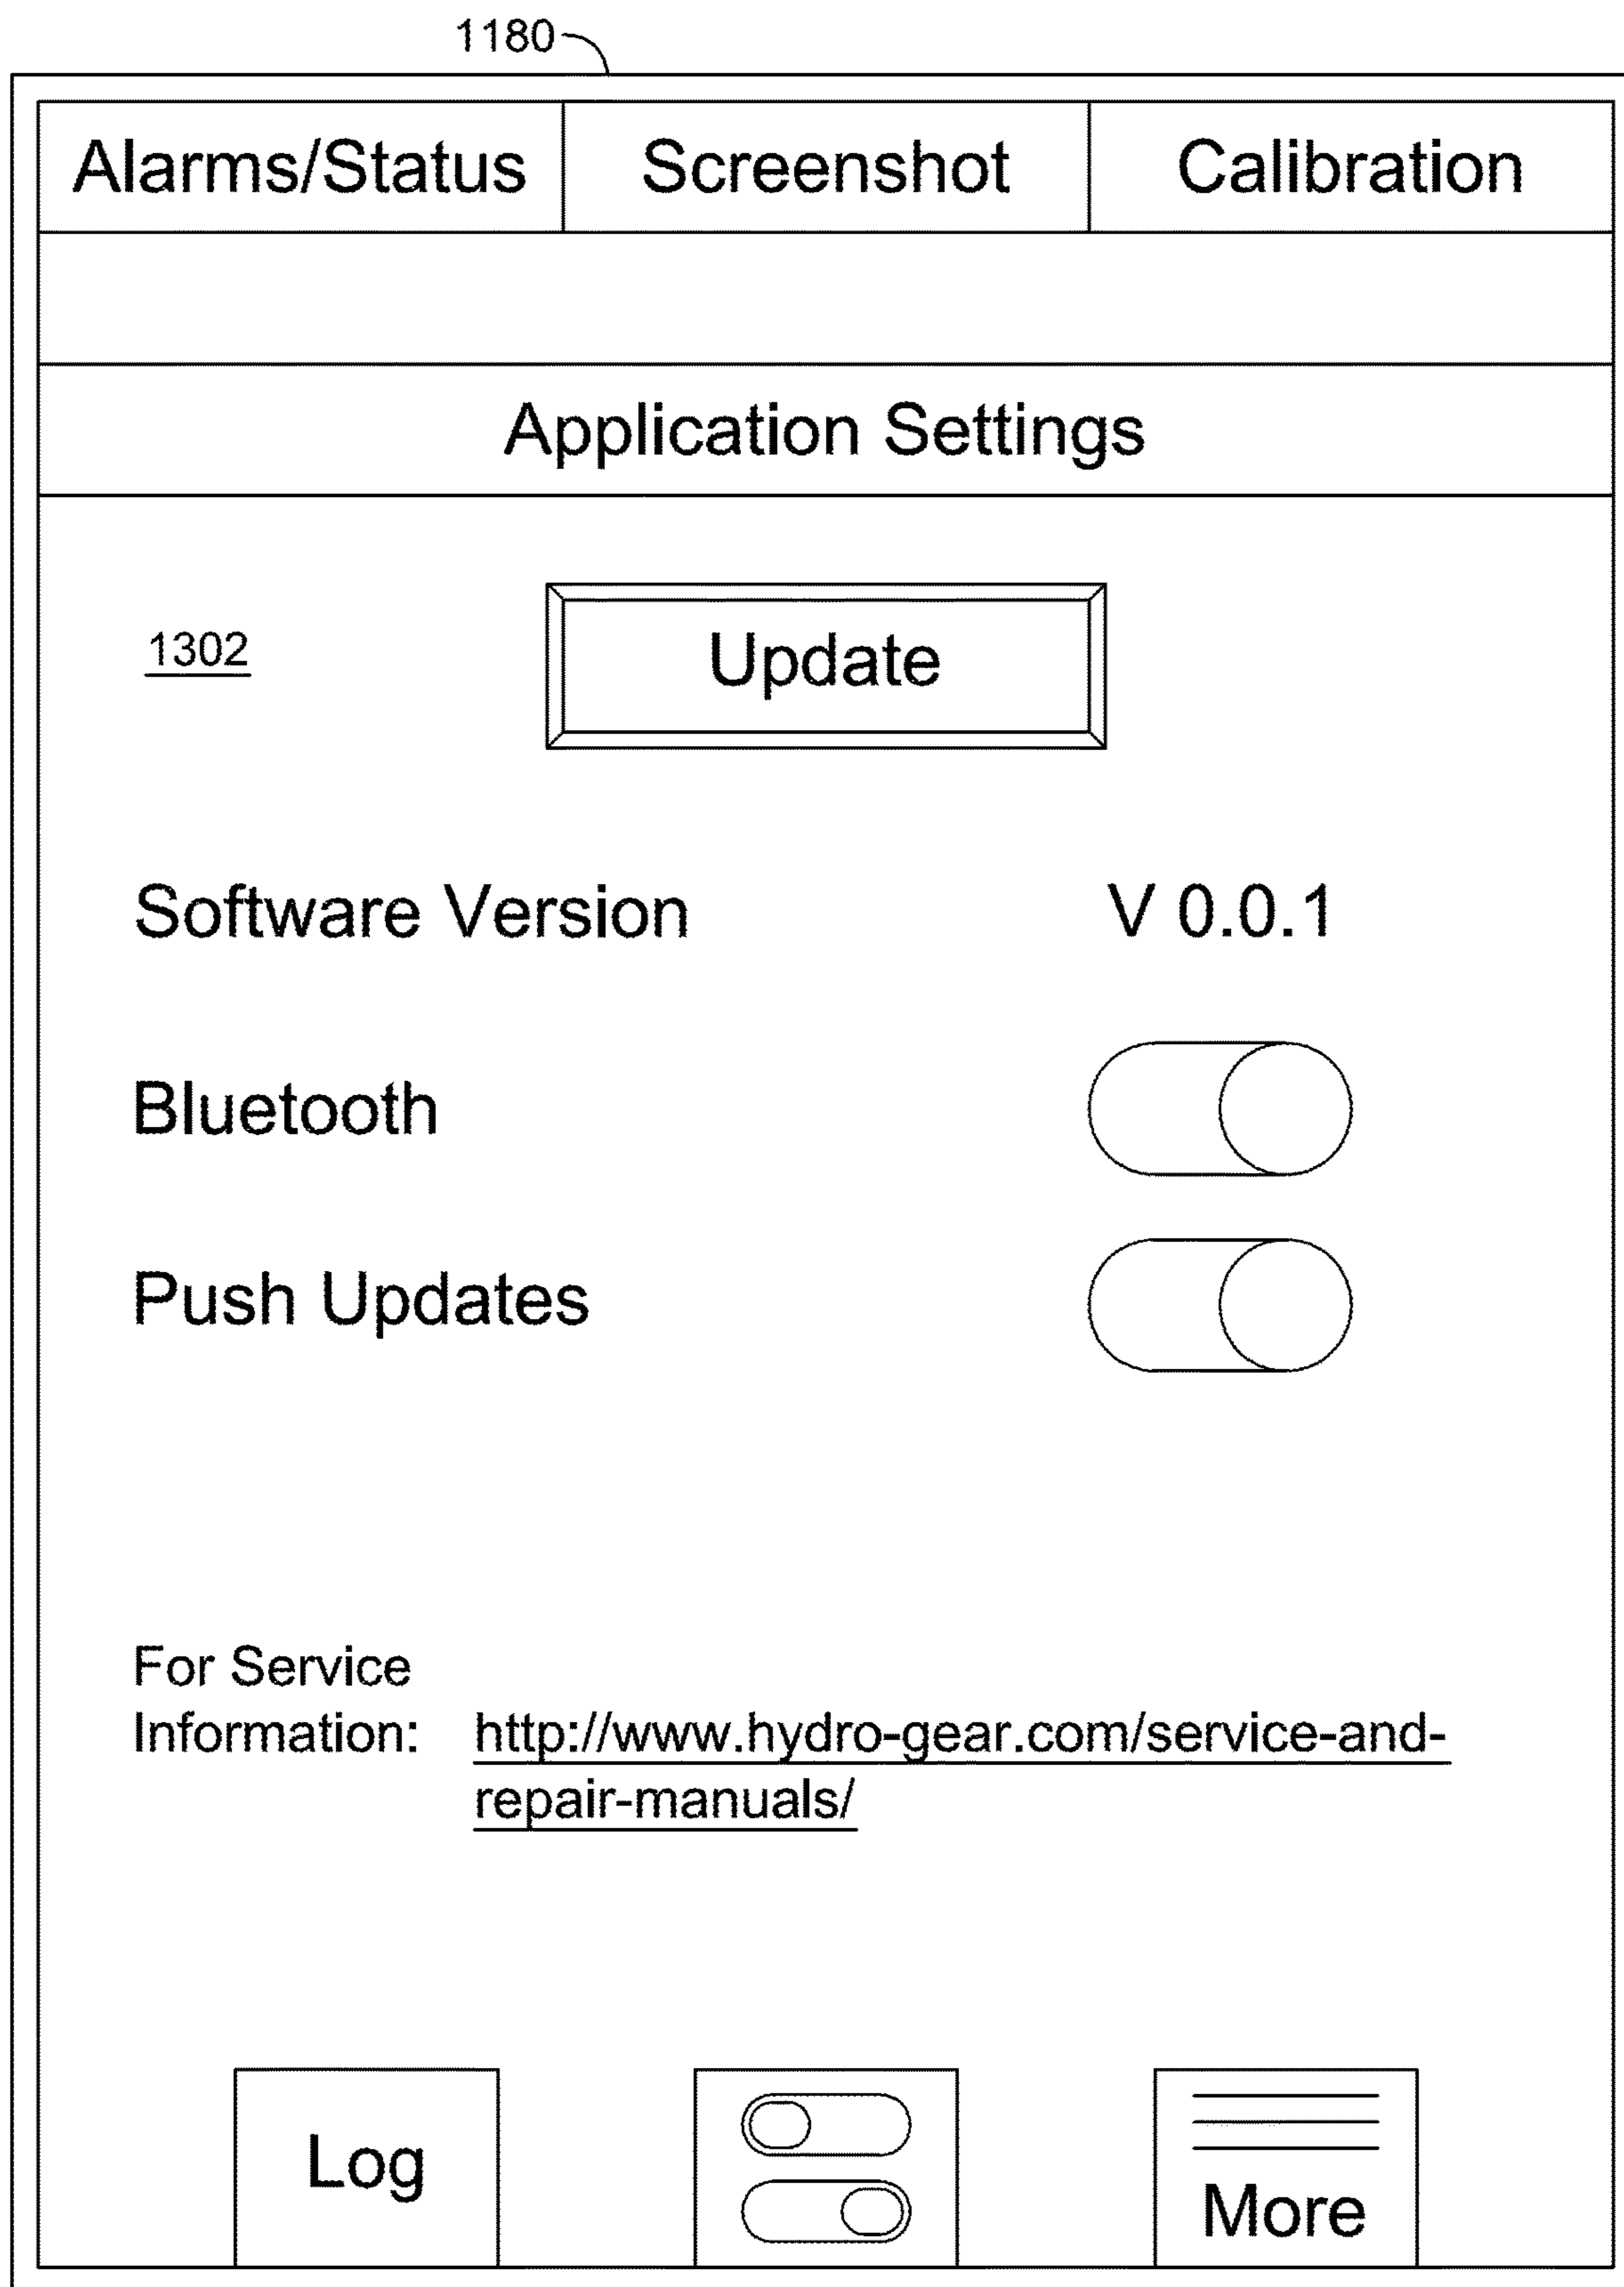 1180
Alarms/Status Screenshot Calibration
Application Settings
1302 Update
Software Version V 0.0.1
Bluetooth
Push Updates
For Service
Information: http://www.hydro-gear.com/service-and-
repair-manuals/
Log
More